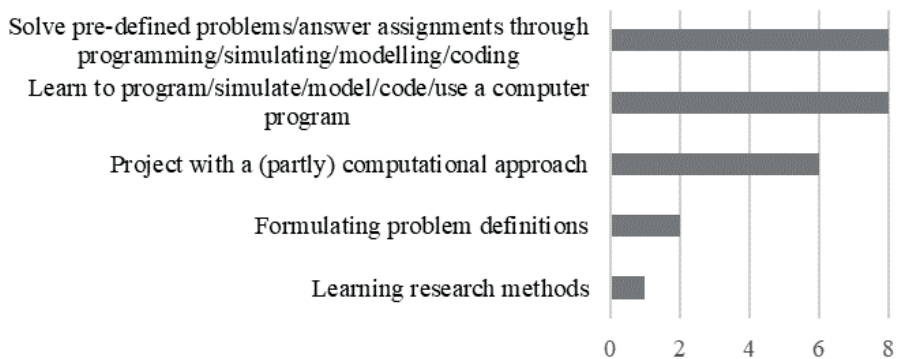 Solve pre-defined problems/answer assignments through
programming/simulating/modelling/coding
Learn to program/simulate/model/code/use a computer
program
Project with a (partly) computational approach
Formulating problem definitions
Learning research methods
0 2 4 6 8